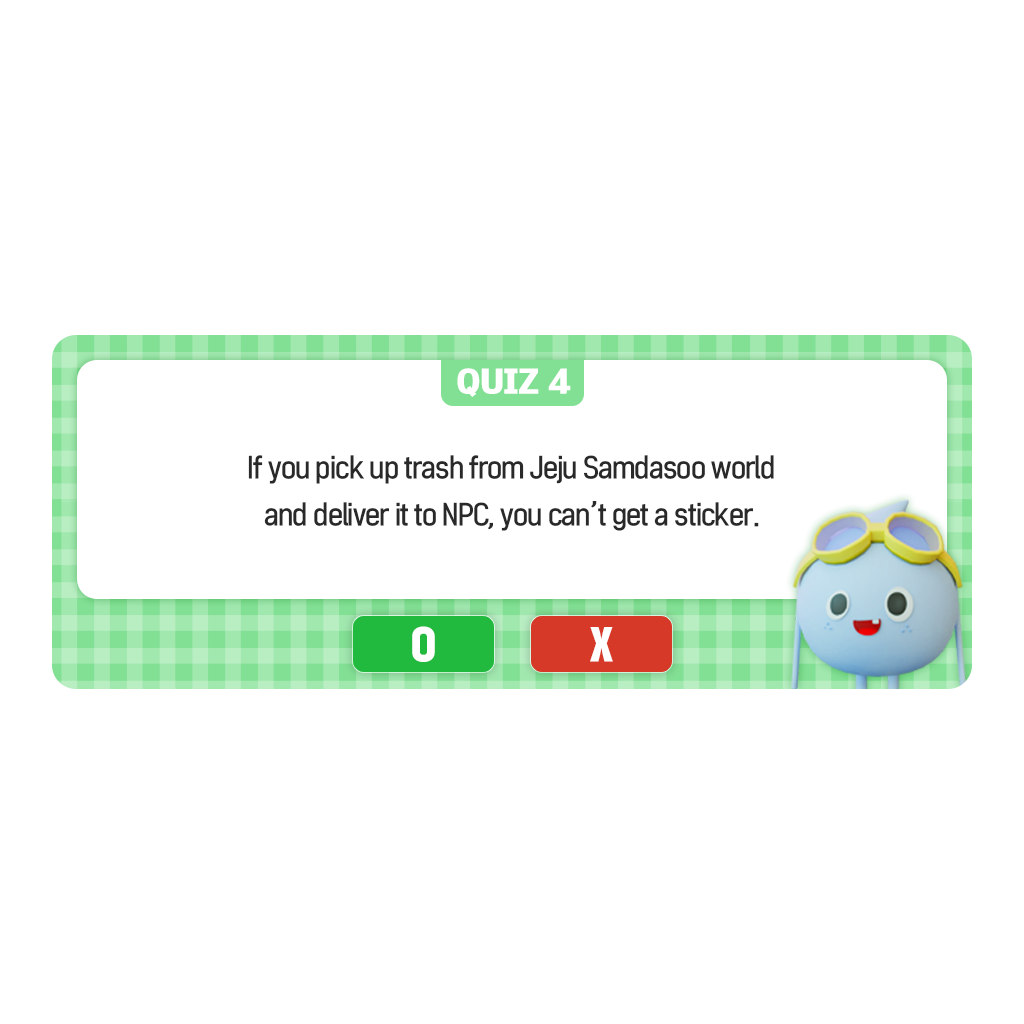 QUIZ 4
If you pick up trash from Jeju Samdasoo world
and deliver it to NPC, you can't get a sticker.
O X